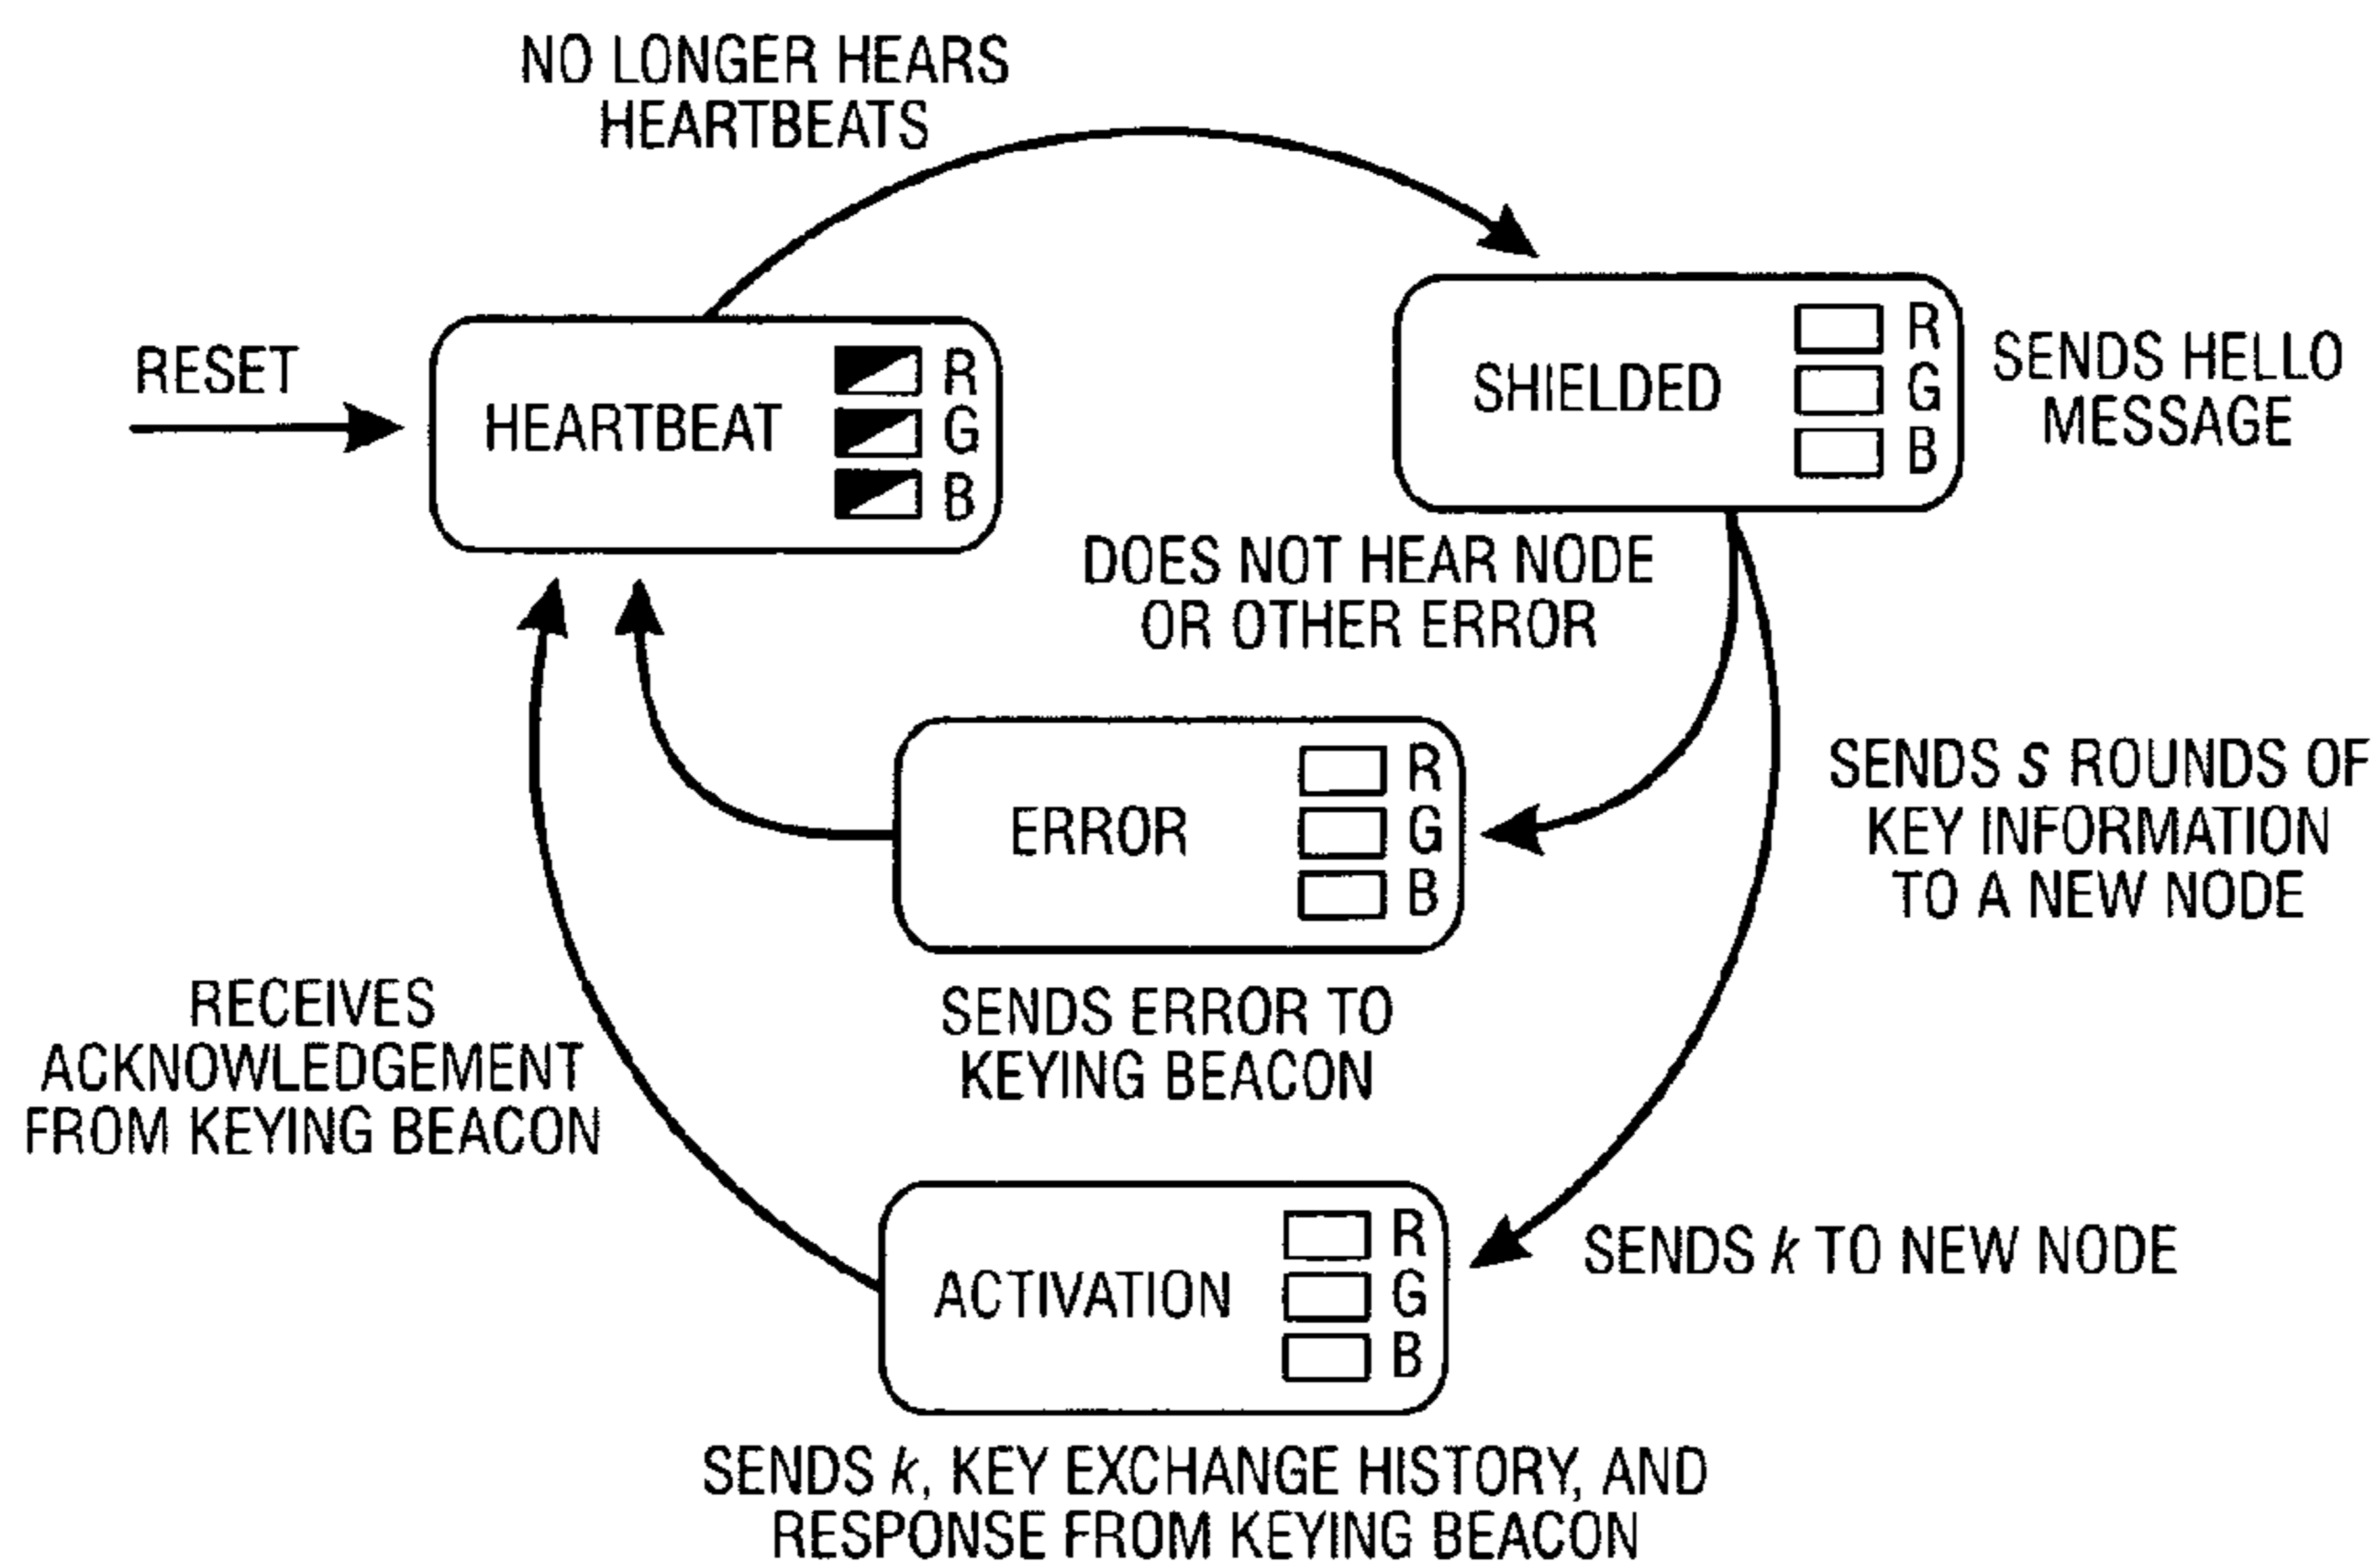 NO LONGER HEARS
HEARTBEATS
RESET
HEARTBEAT
R
G
B
SHIELDED
R
G
B
SENDS HELLO
MESSAGE
DOES NOT HEAR NODE
OR OTHER ERROR
ERROR
R
G
B
SENDS S ROUNDS OF
KEY INFORMATION
TO A NEW NODE
SENDS ERROR TO
KEYING BEACON
RECEIVES
ACKNOWLEDGEMENT
FROM KEYING BEACON
ACTIVATION
R
G
B
SENDS k TO NEW NODE
SENDS k, KEY EXCHANGE HISTORY, AND
RESPONSE FROM KEYING BEACON